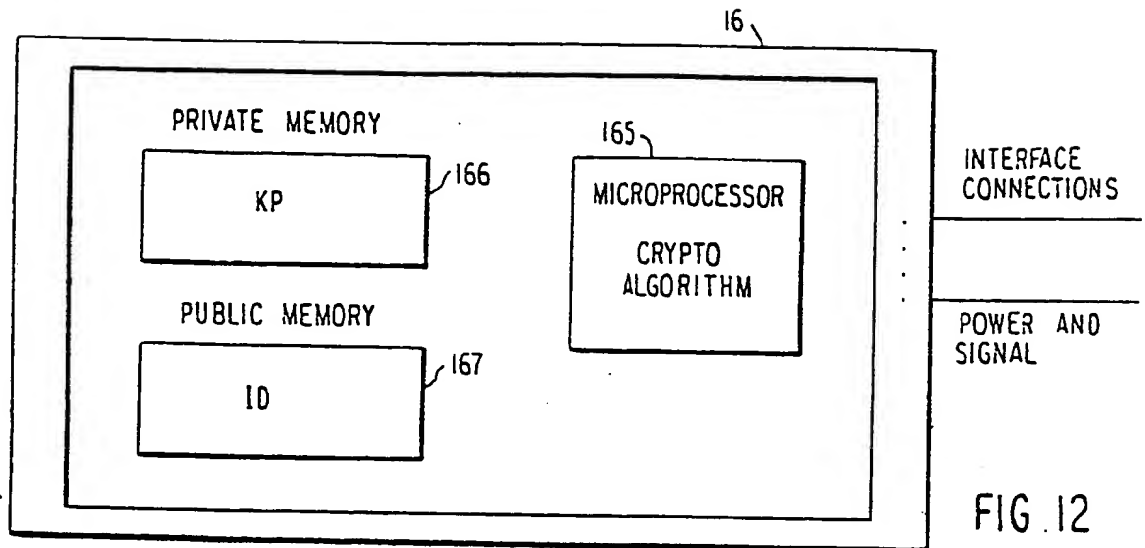 16
PRIVATE MEMORY
KP
166
165
MICROPROCESSOR
CRYPTO
ALGORITHM
PUBLIC MEMORY
ID
167
INTERFACE
CONNECTIONS
POWER AND
SIGNAL
FIG.12